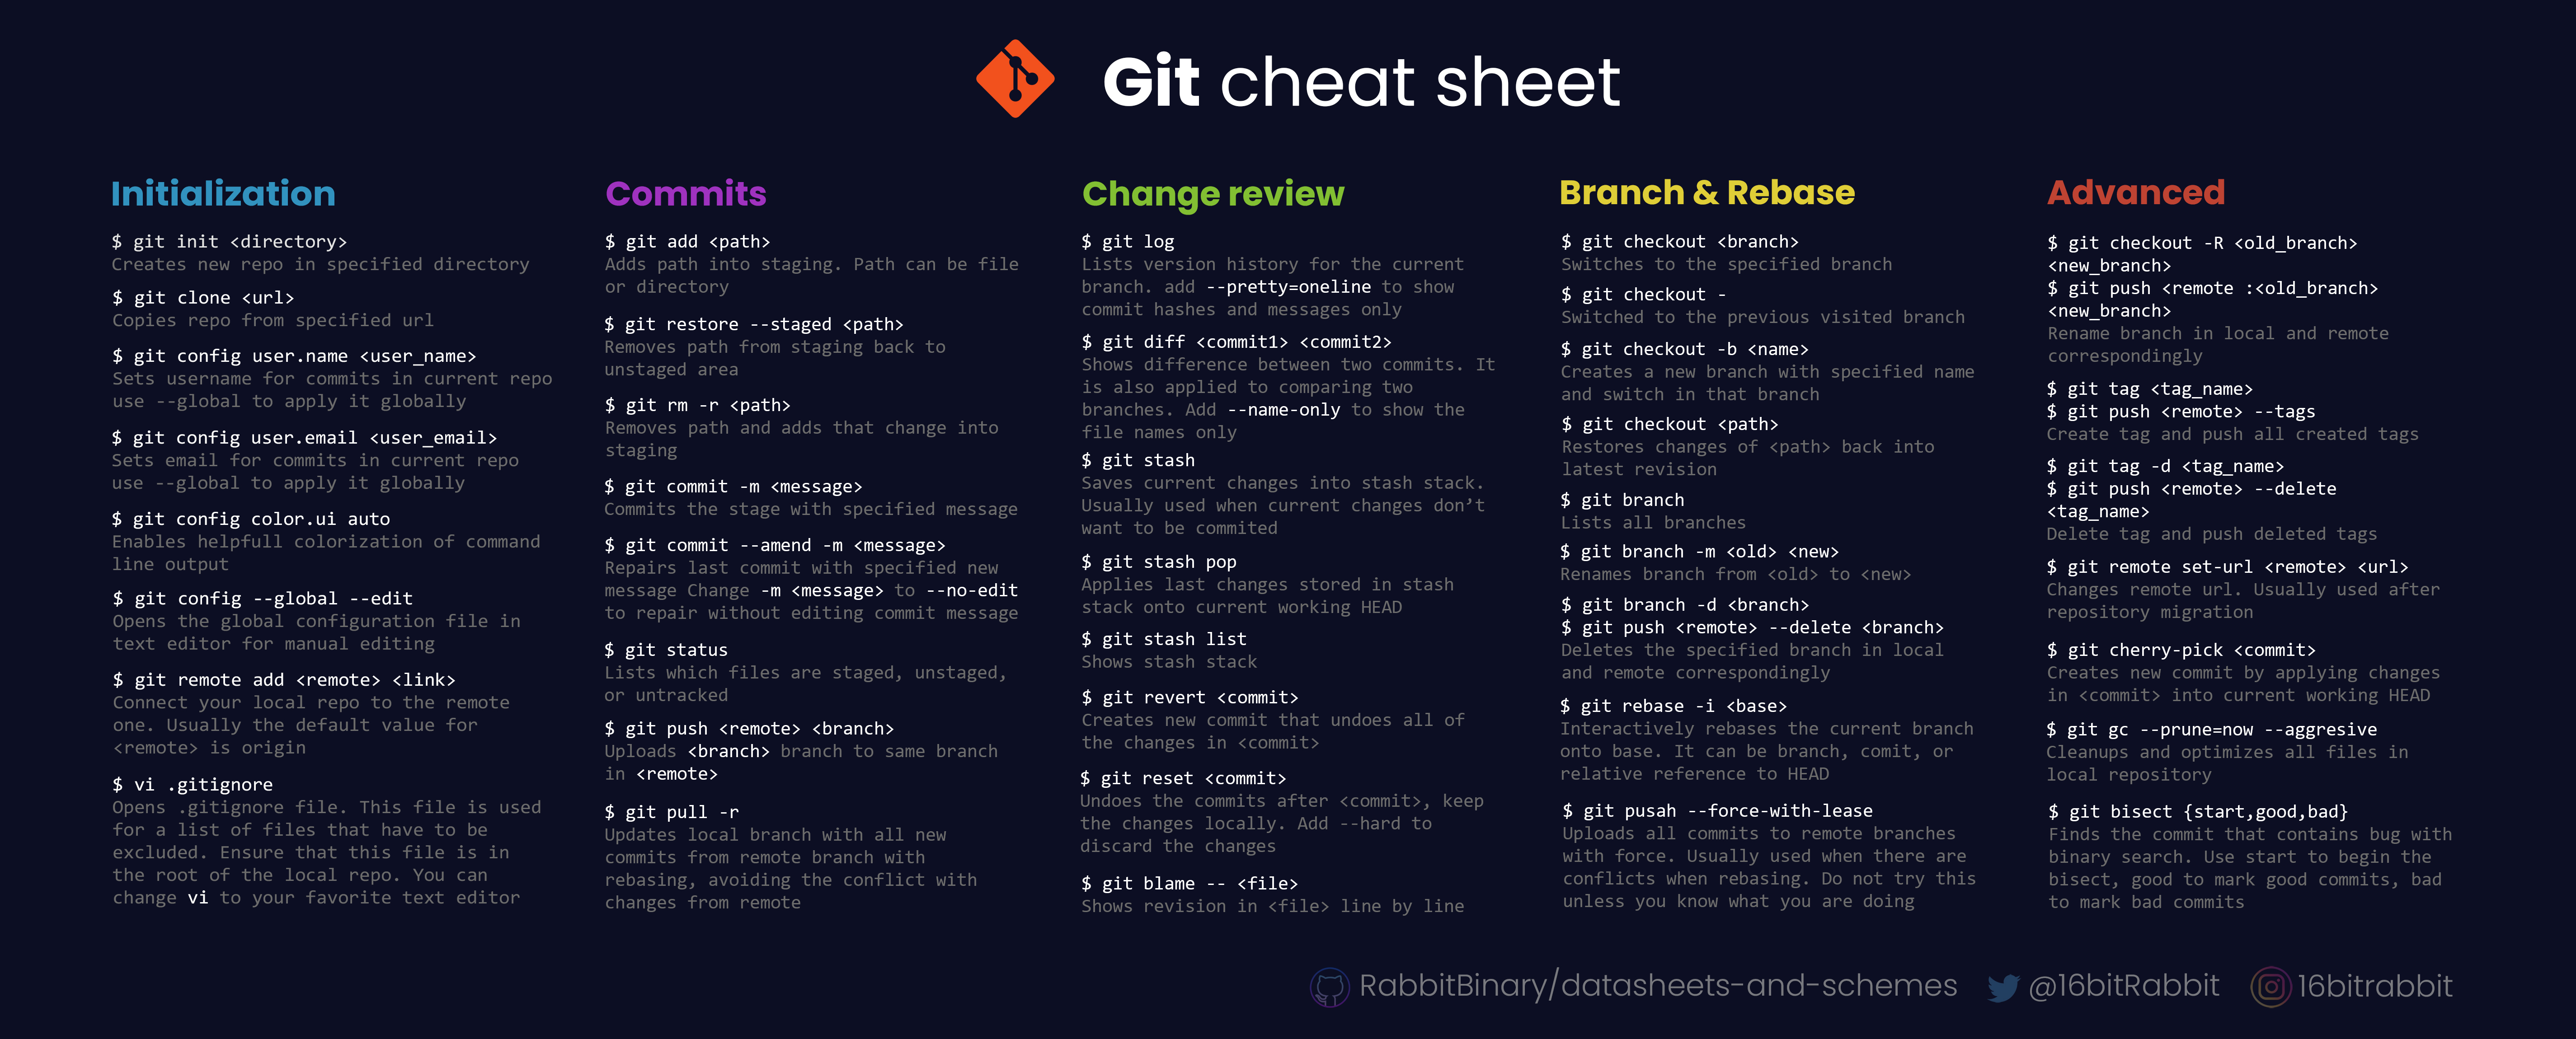 Git cheat sheet
Initialization
$ git init <directory>
Creates new repo in specified directory
$ git clone <url>
Copies repo from specified url
$ git config user.name <user_name>
Sets username for commits in current repo
use --global to apply it globally
$ git config user.email <user_email>
Sets email for commits in current repo
use --global to apply it globally
$ git config color.ui auto
Enables helpfull colorization of command
line output
$ git config --global --edit
Opens the global configuration file in
text editor for manual editing
$ git remote add <remote> <link>
Connect your local repo to the remote
one. Usually the default value for
<remote> is origin
$ vi .gitignore
Opens .gitignore file. This file is used
for a list of files that have to be
excluded. Ensure that this file is in
the root of the local repo. You can
change vi to your favorite text editor
Commits
$ git add <path>
Adds path into staging. Path can be file
or directory
$ git restore --staged <path>
Removes path from staging back to
unstaged area
$ git rm -r <path>
Removes path and adds that change into
staging
$ git commit -m <message>
Commits the stage with specified message
$ git commit --amend -m <message>
Repairs last commit with specified new
message Change -m <message> to --no-edit
to repair without editing commit message
$ git status
Lists which files are staged, unstaged,
or untracked
$ git push <remote> <branch>
Uploads <branch> branch to same branch
in <remote>
$ git pull -r
Updates local branch with all new
commits from remote branch with
rebasing, avoiding the conflict with
changes from remote
Change review
$ git log
Lists version history for the current
branch. add --pretty=oneline to show
commit hashes and messages only
$ git diff <commit1> <commit2>
Shows difference between two commits. It
is also applied to comparing two
branches. Add --name-only to show the
file names only
$ git stash
Saves current changes into stash stack.
Usually used when current changes don’t
want to be commited
$ git stash pop
Applies last changes stored in stash
stack onto current working HEAD
$ git stash list
Shows stash stack
$ git revert <commit>
Creates new commit that undoes all of
the changes in <commit>
$ git reset <commit>
Undoes the commits after <commit>, keep
the changes locally. Add --hard to
discard the changes
$ git blame -- <file>
Shows revision in <file> line by line
Branch & Rebase
$ git checkout <branch>
Switches to the specified branch
$ git checkout -
Switched to the previous visited branch
$ git checkout -b <name>
Creates a new branch with specified name
and switch in that branch
$ git checkout <path>
Restores changes of <path> back into
latest revision
$ git branch
Lists all branches
$ git branch -m <old> <new>
Renames branch from <old> to <new>
$ git branch -d <branch>
$ git push <remote> --delete <branch>
Deletes the specified branch in local
and remote correspondingly
$ git rebase -i <base>
Interactively rebases the current branch
onto base. It can be branch, comit, or
relative reference to HEAD
$ git pusah --force-with-lease
Uploads all commits to remote branches
with force. Usually used when there are
conflicts when rebasing. Do not try this
unless you know what you are doing
Advanced
$ git checkout -R <old_branch>
<new_branch>
$ git push <remote :<old_branch>
<new_branch>
Rename branch in local and remote
correspondingly
$ git tag <tag_name>
$ git push <remote> --tags
Create tag and push all created tags
$ git tag -d <tag_name>
$ git push <remote> --delete
<tag_name>
Delete tag and push deleted tags
$ git remote set-url <remote> <url>
Changes remote url. Usually used after
repository migration
$ git cherry-pick <commit>
Creates new commit by applying changes
in <commit> into current working HEAD
$ git gc --prune=now --aggresive
Cleanups and optimizes all files in
local repository
$ git bisect {start,good,bad}
Finds the commit that contains bug with
binary search. Use start to begin the
bisect, good to mark good commits, bad
to mark bad commits
RabbitBinary/datasheets-and-schemes @16bitRabbit 16bitrabbit